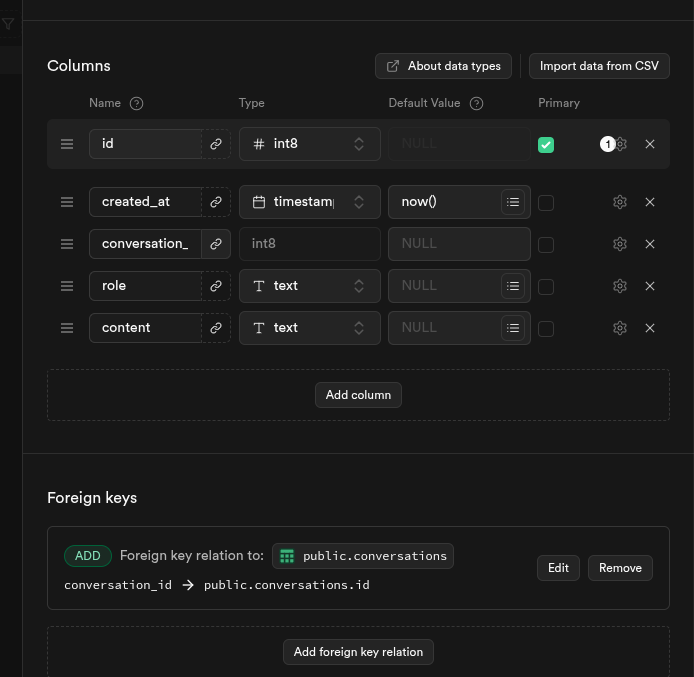 Columns About data types Import data from CSV
Name Type Default Value Primary
id int8 NULL 1
created_at timestam now()
conversation_ int8 NULL
role text NULL
content text NULL
Add column
Foreign keys
ADD Foreign key relation to: public.conversations
conversation_id → public.conversations.id
Edit Remove
Add foreign key relation